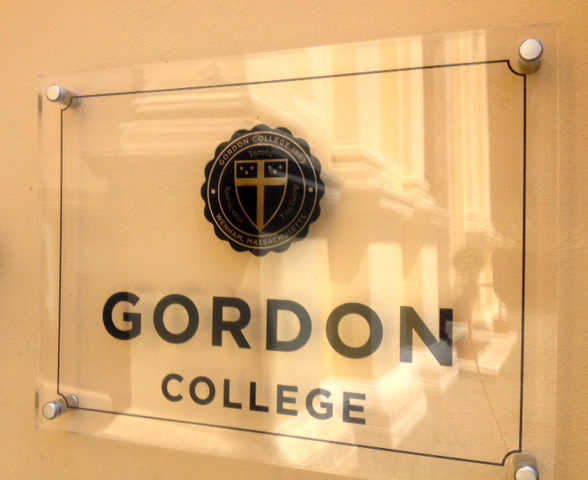 GORDON COLLEGE 1889
WENHAM, MASSACHUSETTS
GORDON
COLLEGE